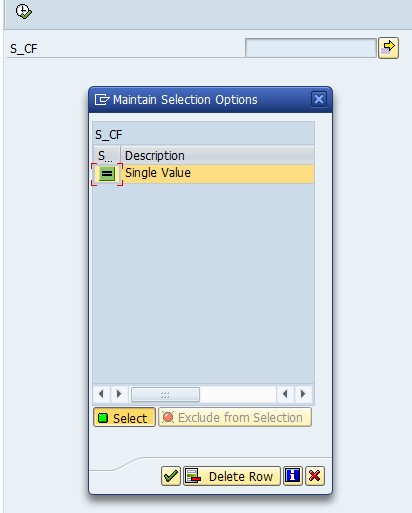 S_CF
Maintain Selection Options
S_CF
S.. Description
Single Value
Select Exclude from Selection
Delete Row